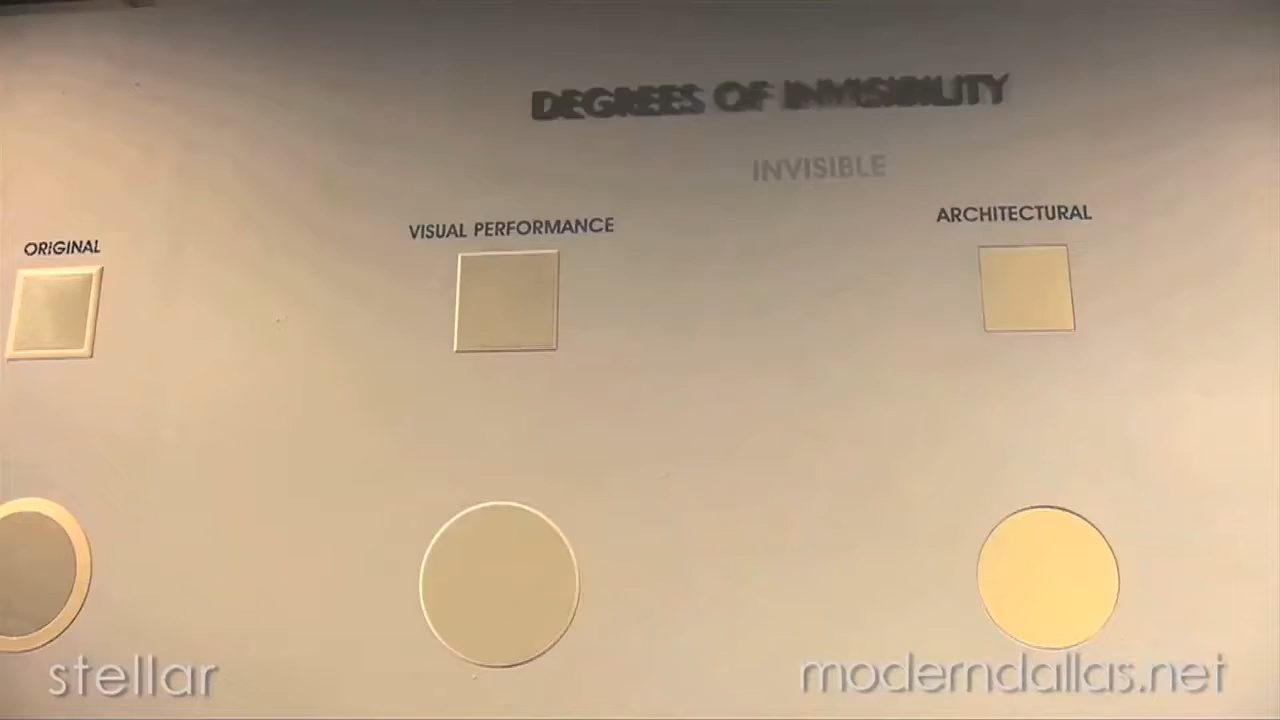 DEGREES OF INVISIBILITY
INVISIBLE
ORIGINAL
VISUAL PERFORMANCE
ARCHITECTURAL
stellar
moderndallas.net